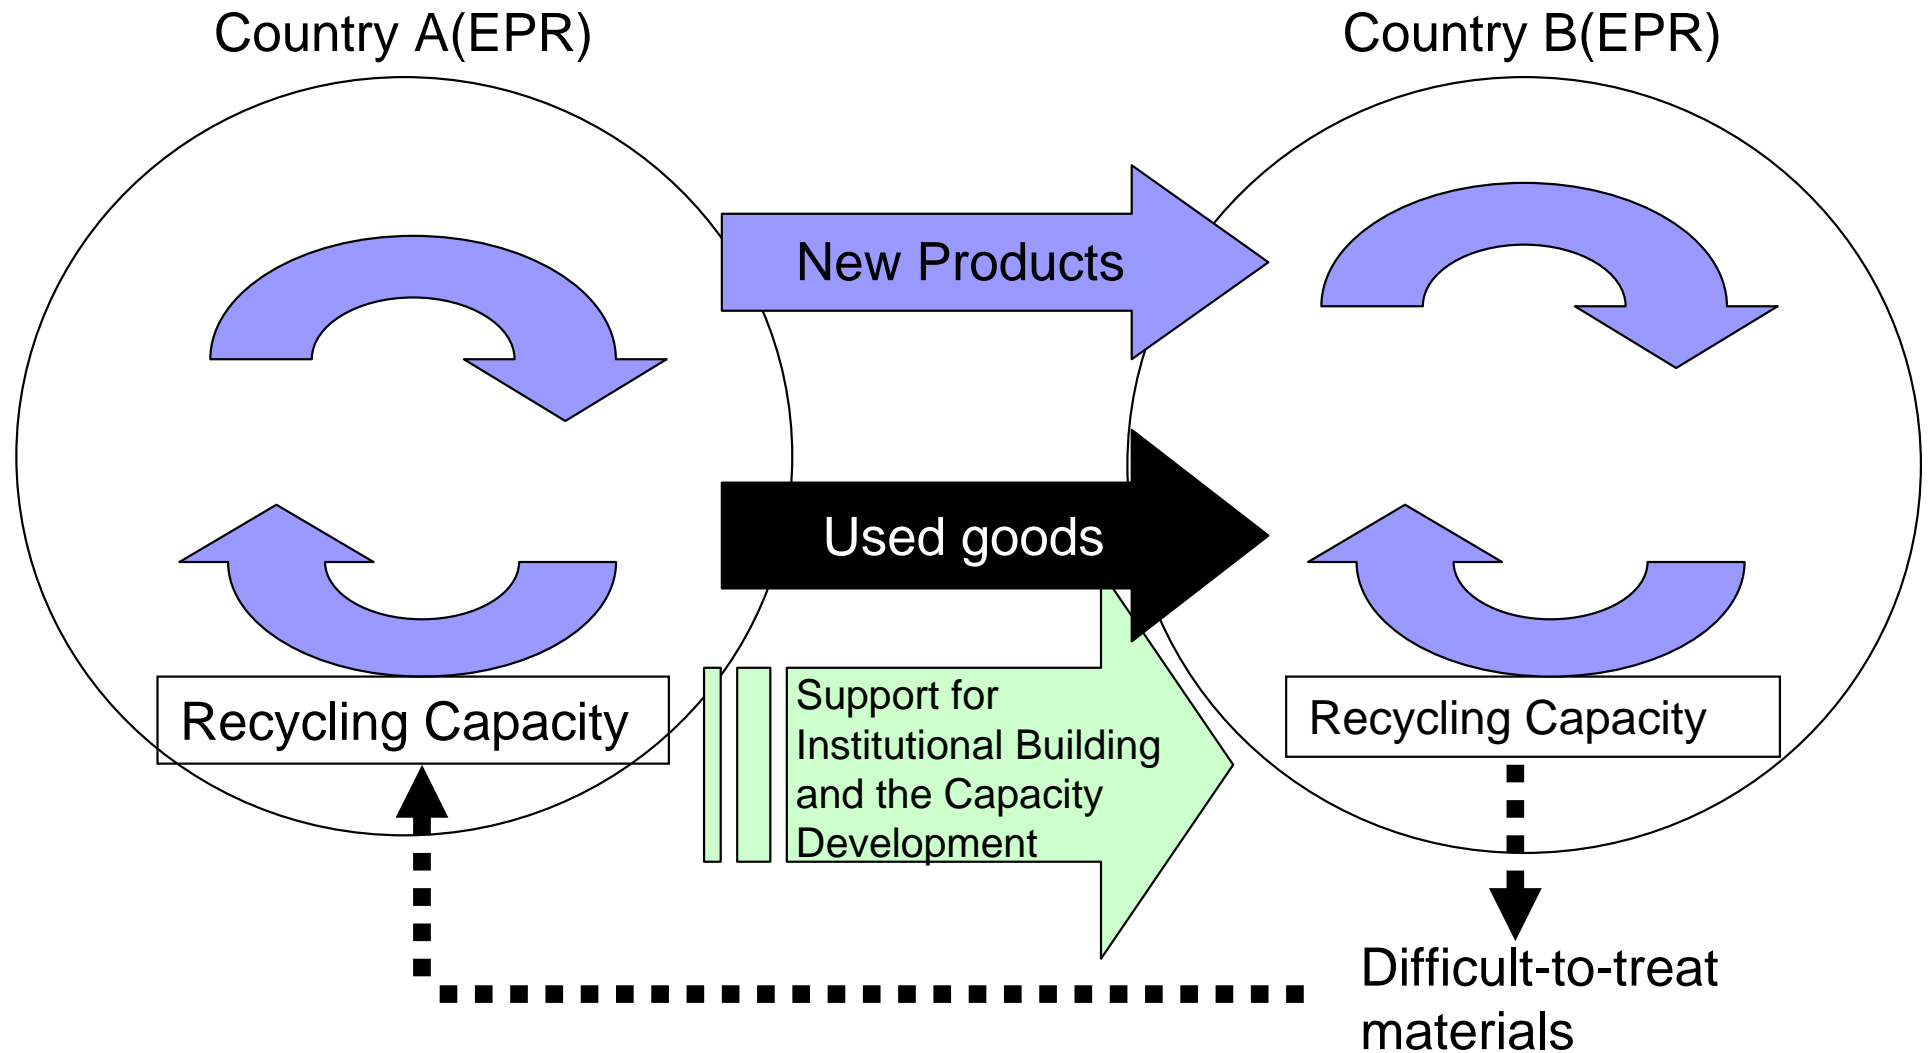 Country A(EPR)
Country B(EPR)
New Products
Used goods
Support for
Institutional Building
and the Capacity
Development
Recycling Capacity
Recycling Capacity
Difficult-to-treat
materials